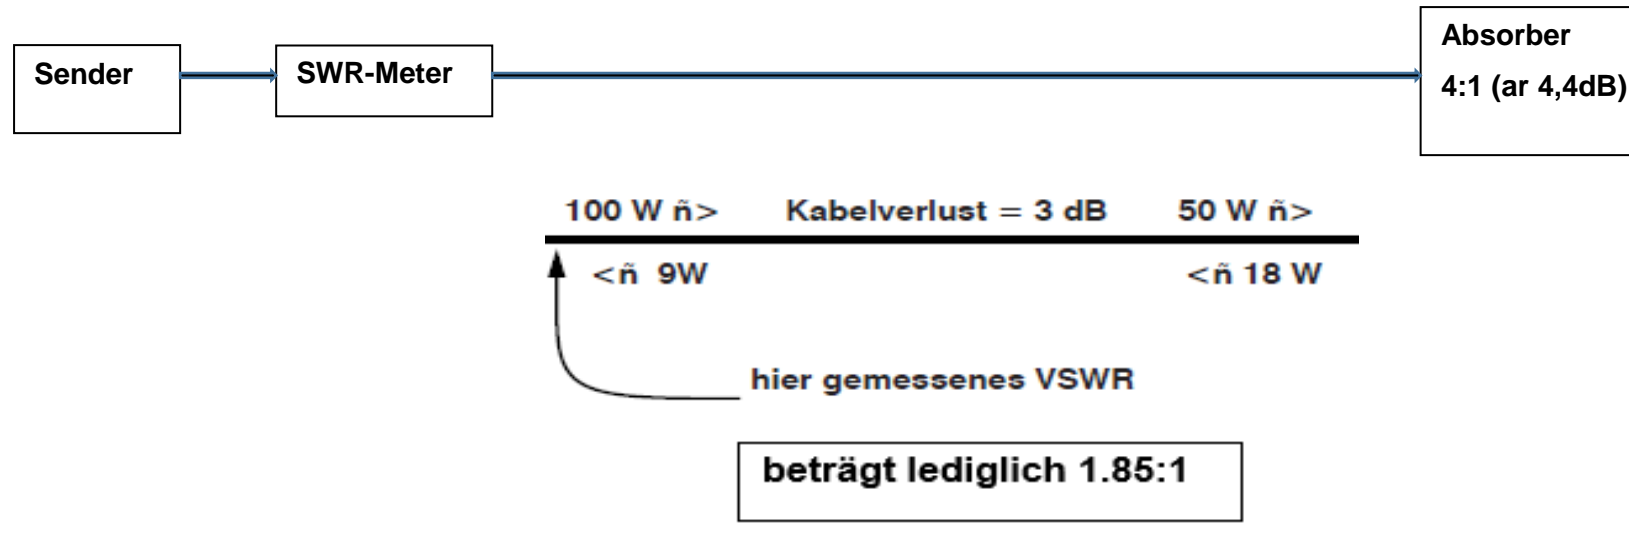 Sender
SWR-Meter
Absorber
4:1 (ar 4,4dB)
100 W ñ> Kabelverlust = 3 dB 50 W ñ>
<ñ 9W <ñ 18 W
hier gemessenes VSWR
beträgt lediglich 1.85:1